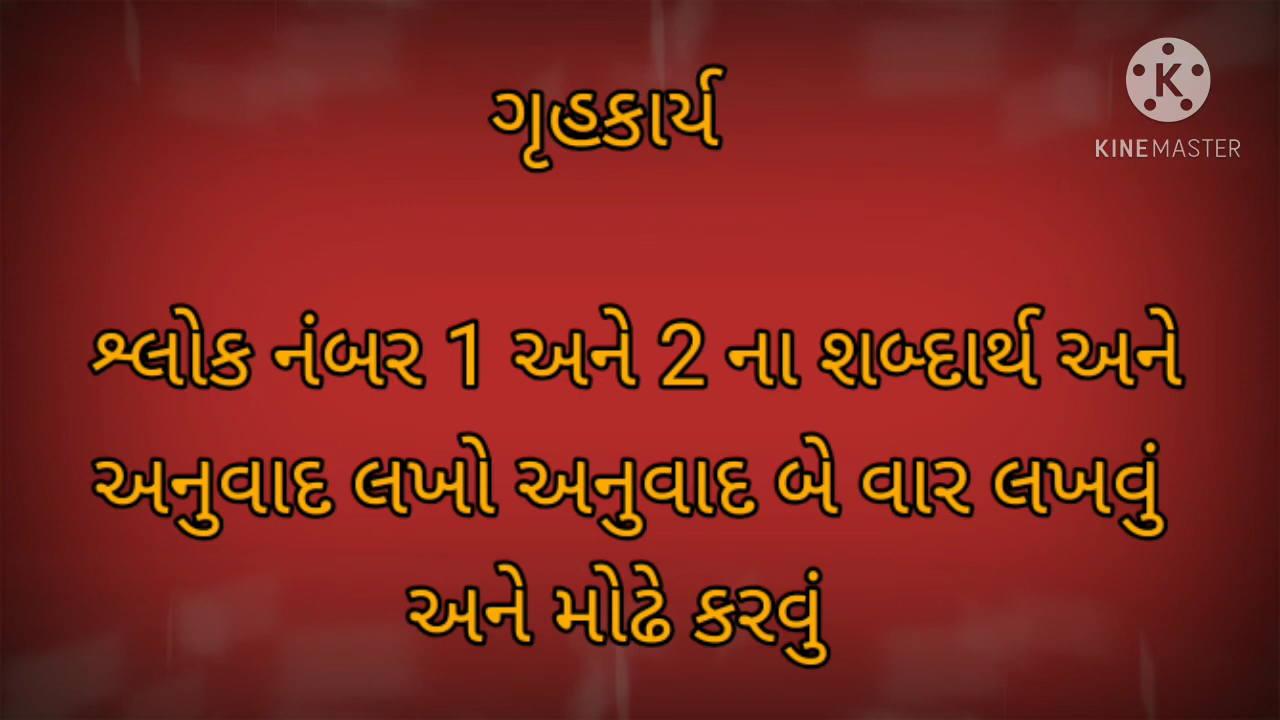 ગૃહકાર્ય
K
KINEMASTER
શ્લોક નંબર 1 અને 2 ના શબ્દાર્થ અને
અનુવાદ લખો અનુવાદ બે વાર લખવું
અને મોઢે કરવું